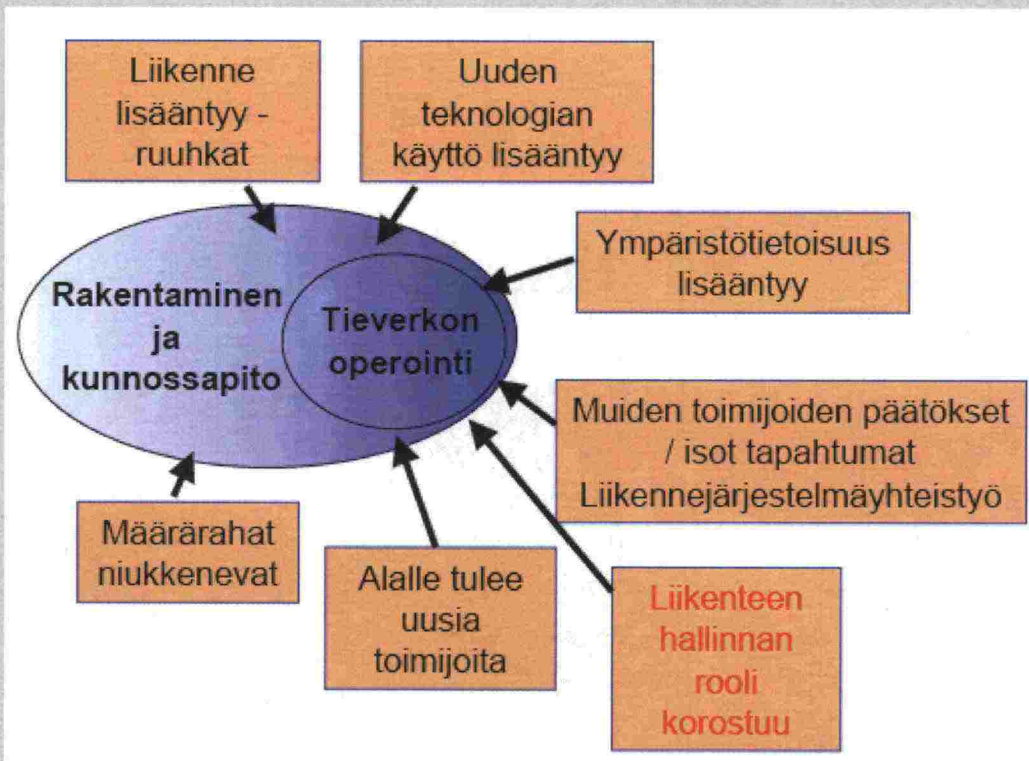 Liikenne
lisääntyy -
ruuhkat
Uuden
teknologian
käyttö lisääntyy
Ympäristötietoisuus
lisääntyy
Rakentaminen
ja
kunnossapito
Tieverkon
operointi
Muiden toimijoiden päätökset
/ isot tapahtumat
Liikennejärjestelmäyhteistyö
Määrärahat
niukkenevat
Alalle tulee
uusia
toimijoita
Liikenteen
hallinnan
rooli
korostuu